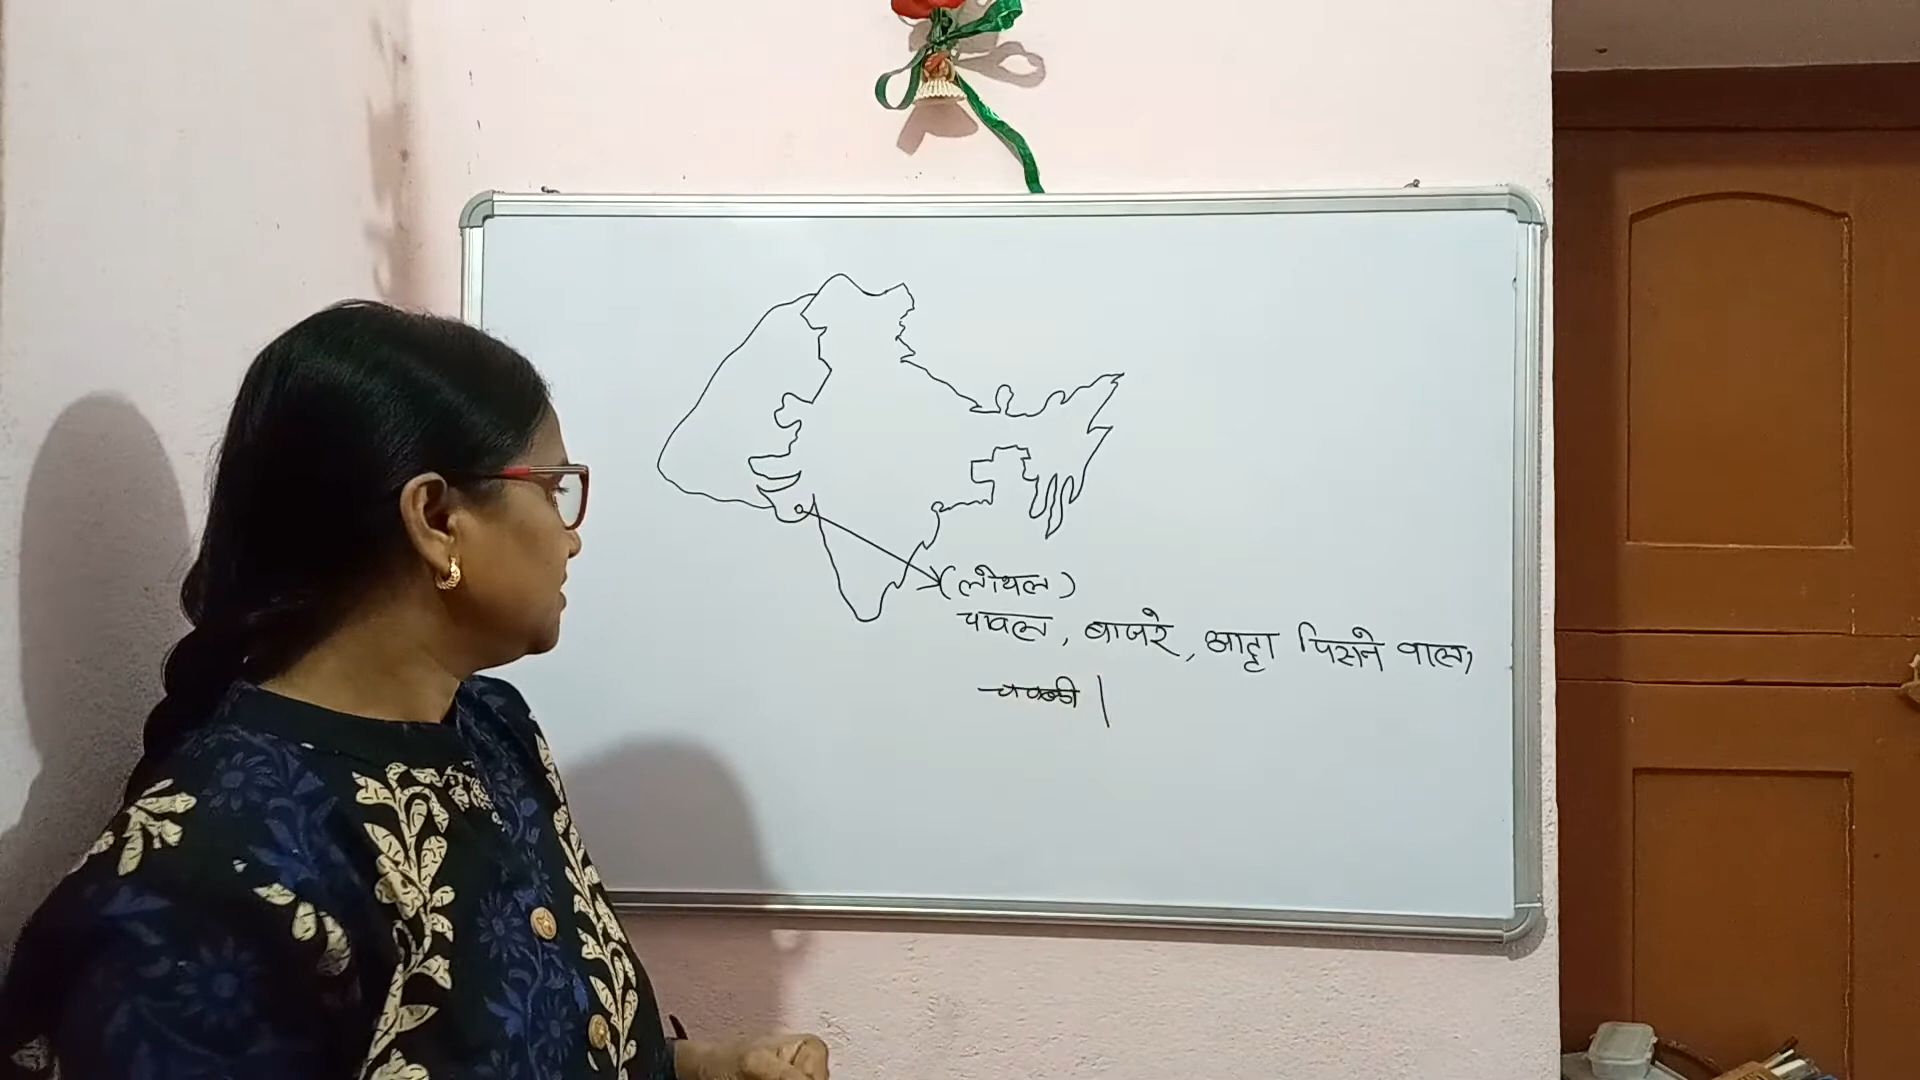 (लोथल)
चावल, बाजरे, आट्टा पिसने वाला
चक्की |